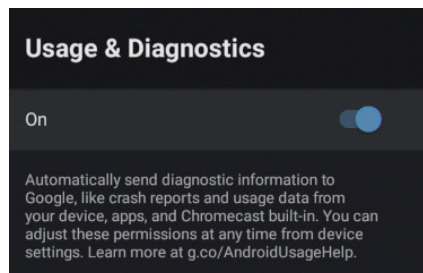 Usage & Diagnostics
On
Automatically send diagnostic information to
Google, like crash reports and usage data from
your device, apps, and Chromecast built-in. You can
adjust these permissions at any time from device
settings. Learn more at g.co/AndroidUsageHelp.